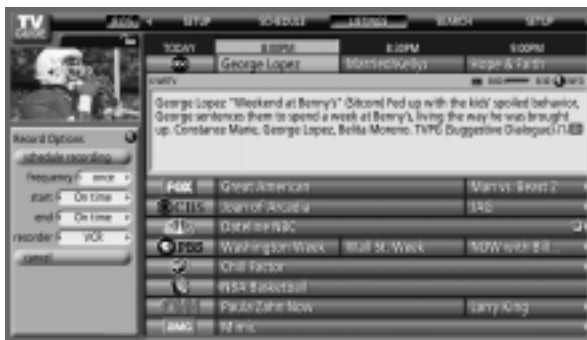 TV GUIDE
SETUP SCHEDULE LISTINGS SEARCH SETUP
TODAY 8:00PM 8:30PM 9:00PM
abc George Lopez Married Kellys Hope & Faith
George Lopez "Weekend at Benny's" (Sitcom) Fed up with the kids' spoiled behavior,
George sentences them to spend a week at Benny's, living the way he was brought
up. Constance Marie, George Lopez, Belita Moreno. TVPG (Suggestive Dialogue)
Record Options
schedule recording
frequency once
start On time
end On time
recorder VCR
cancel
FOX Great American Man vs. Beast 2
CBS Joan of Arcadia JAG
Dateline NBC
PBS Washington Week Wall St. Week NOW with Bill...
Chill Factor
NBA Basketball
Paula Zahn Now Larry King
AMC Mimic